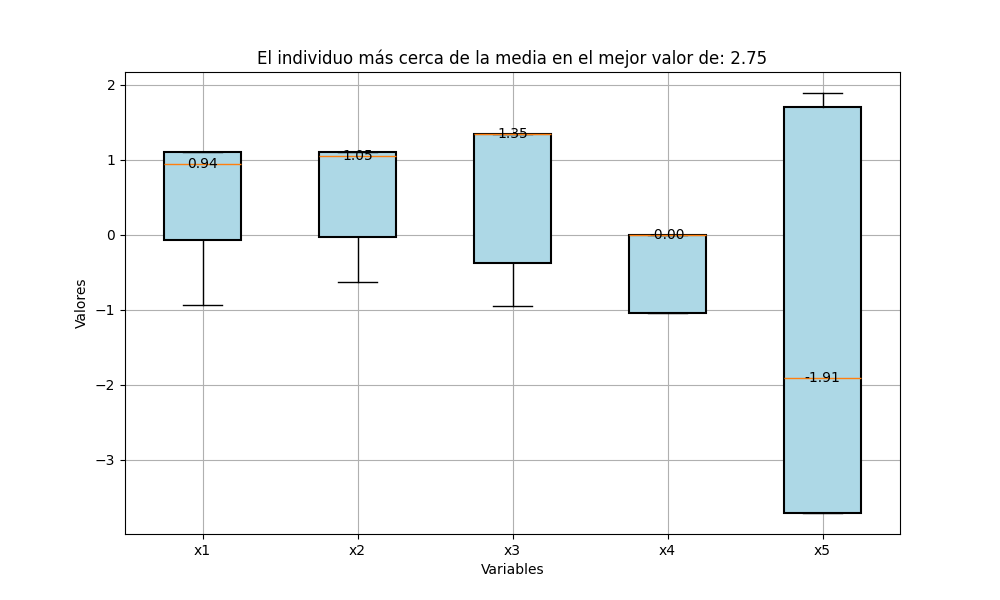 El individuo más cerca de la media en el mejor valor de: 2.75
2
1
0
−1
−2
−3
Valores
0.94
1.05
1.35
-0.00
-1.91
x1 x2 x3 x4 x5
Variables